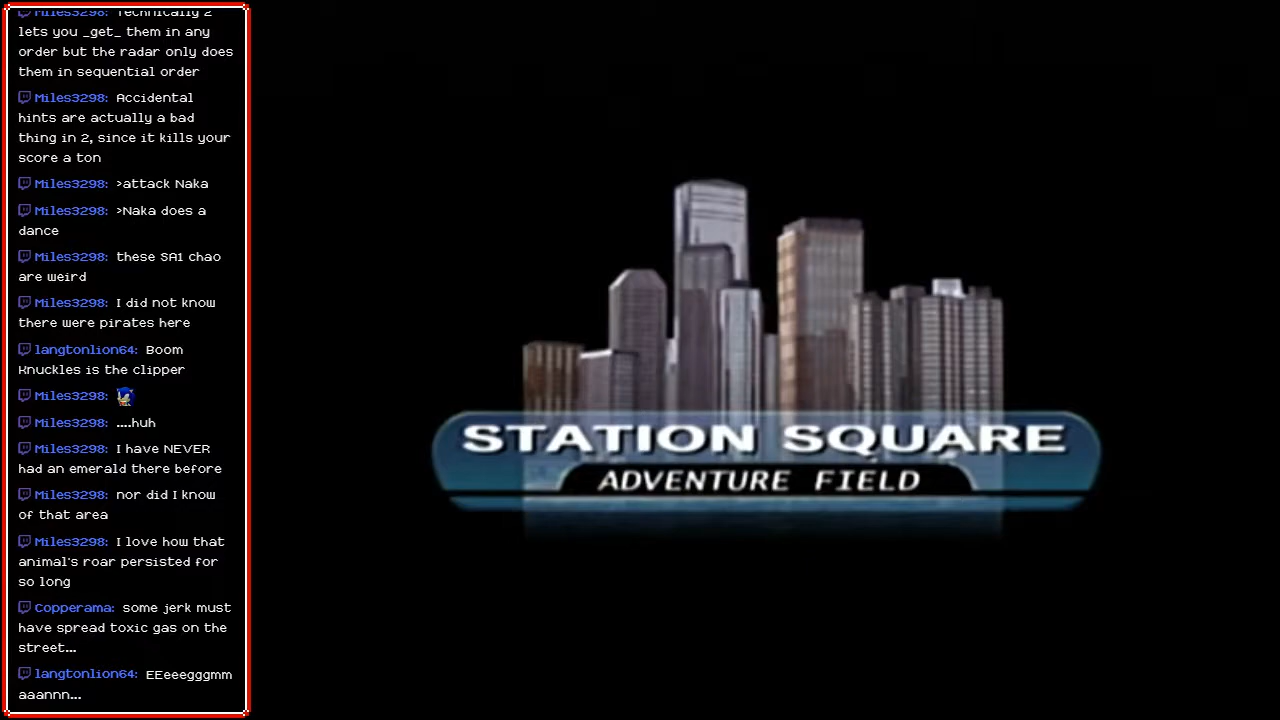 Miles3298: Technically 2
lets you _get_ them in any
order but the radar only does
them in sequential order
Miles3298: Accidental
hints are actually a bad
thing in 2, since it kills your
score a ton
Miles3298: >attack Naka
Miles3298: >Naka does a
dance
Miles3298: these SA1 chao
are weird
Miles3298: I did not know
there were pirates here
langtonlion64: Boom
Knuckles is the clipper
Miles3298:
Miles3298: ....huh
Miles3298: I have NEVER
had an emerald there before
Miles3298: nor did I know
of that area
Miles3298: I love how that
animal's roar persisted for
so long
Copperama: some jerk must
have spread toxic gas on the
street...
langtonlion64: EEeeegggmm
aaannn...
STATION SQUARE
ADVENTURE FIELD